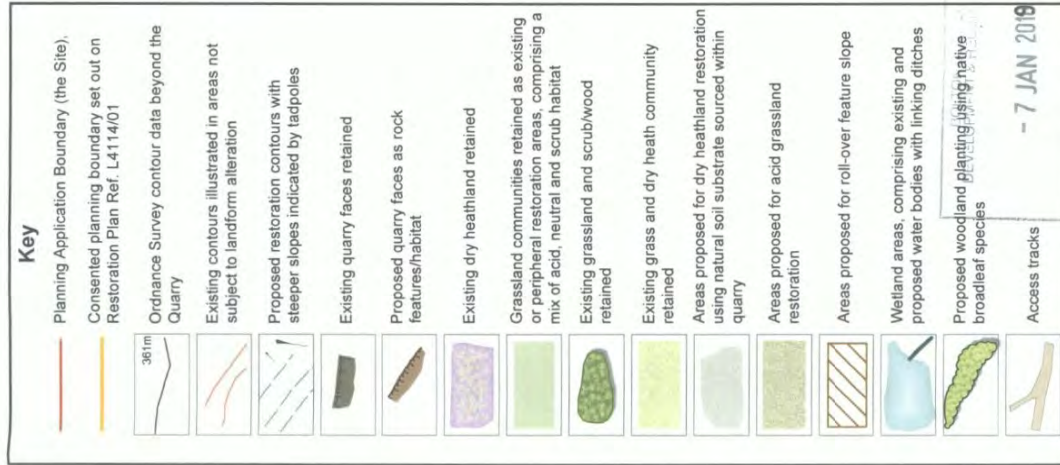 Key
Planning Application Boundary (the Site).
Consented planning boundary set out on
Restoration Plan Ref. L4114/01
361m
Ordnance Survey contour data beyond the
Quarry
Existing contours illustrated in areas not
subject to landform alteration
Proposed restoration contours with
steeper slopes indicated by tadpoles
Existing quarry faces retained
Proposed quarry faces as rock
features/habitat
Existing dry heathland retained
Grassland communities retained as existing
or peripheral restoration areas, comprising a
mix of acid, neutral and scrub habitat
Existing grassland and scrub/wood
retained
Existing grass and dry heath community
retained
Areas proposed for dry heathland restoration
using natural soil substrate sourced within
quarry
Areas proposed for acid grassland
restoration
Areas proposed for roll-over feature slope
Wetland areas, comprising existing and
proposed water bodies with linking ditches
Proposed woodland planting using native
broadleaf species
Access tracks
DEVELOPMENT &
- 7 JAN 2019